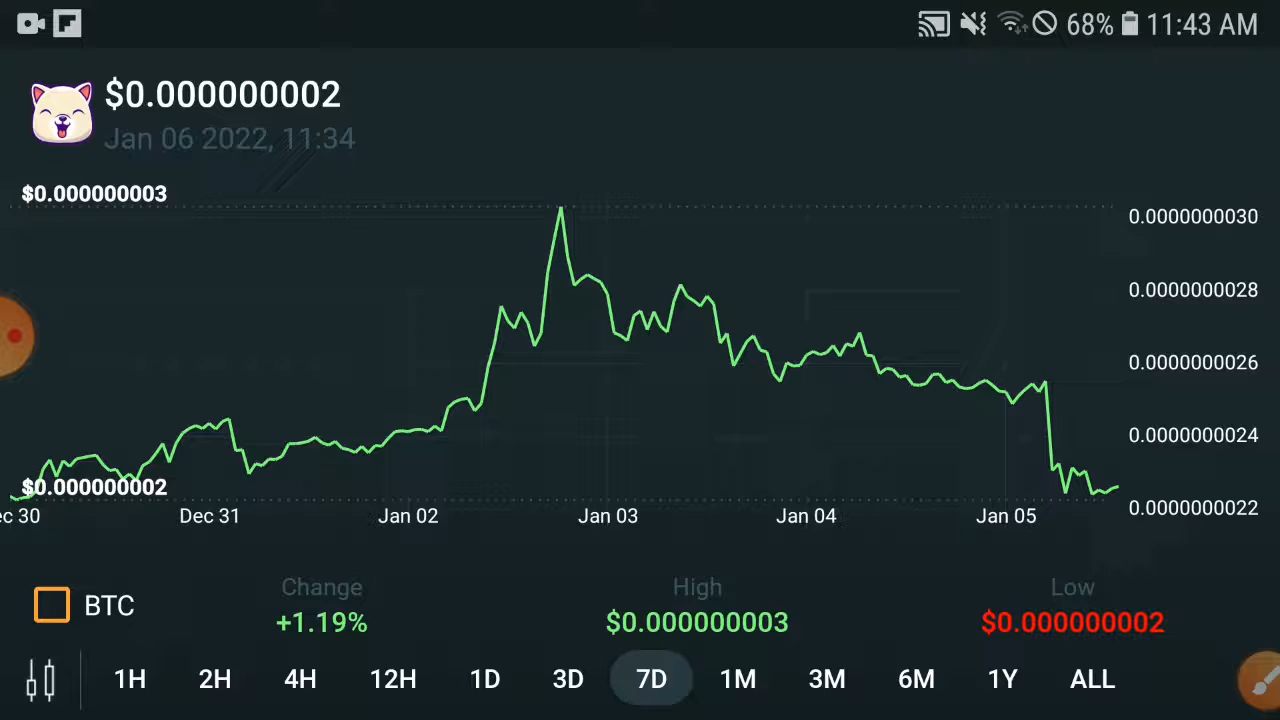 68% 11:43 AM
$0.000000002
Jan 06 2022, 11:34
$0.000000003
0.0000000030
0.0000000028
0.0000000026
0.0000000024
$0.000000002
0.0000000022
ec 30 Dec 31 Jan 02 Jan 03 Jan 04 Jan 05
BTC
Change High Low
+1.19% $0.000000003 $0.000000002
1H 2H 4H 12H 1D 3D 7D 1M 3M 6M 1Y ALL